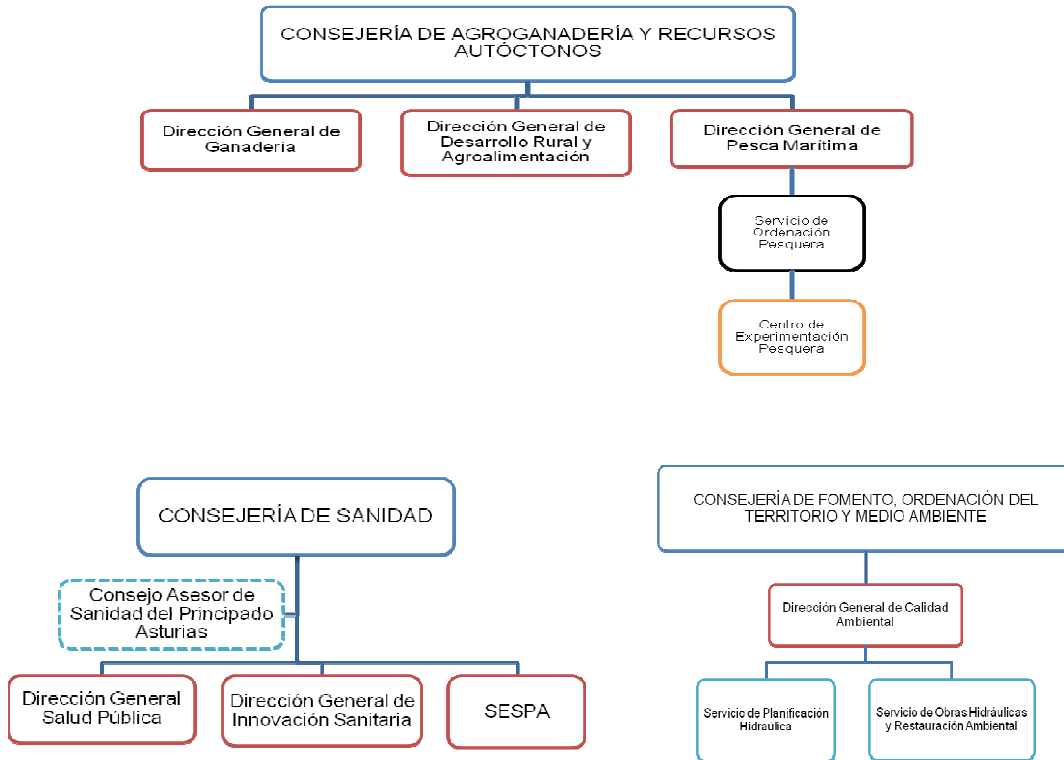 CONSEJERÍA DE AGROGANADERÍA Y RECURSOS
AUTÓCTONOS
Dirección General de
Ganadería
Dirección General de
Desarrollo Rural y
Agroalimentación
Dirección General de
Pesca Marítima
Servicio de
Ordenación
Pesquera
Centro de
Experimentación
Pesquera
CONSEJERÍA DE SANIDAD
Consejo Asesor de
Sanidad del Principado
Asturias
Dirección General
Salud Pública
Dirección General de
Innovación Sanitaria
SESPA
CONSEJERÍA DE FOMENTO, ORDENACIÓN DEL
TERRITORIO Y MEDIO AMBIENTE
Dirección General de Calidad
Ambiental
Servicio de Planificación
Hidraúlica
Servicio de Obras Hidráulicas
y Restauración Ambiental